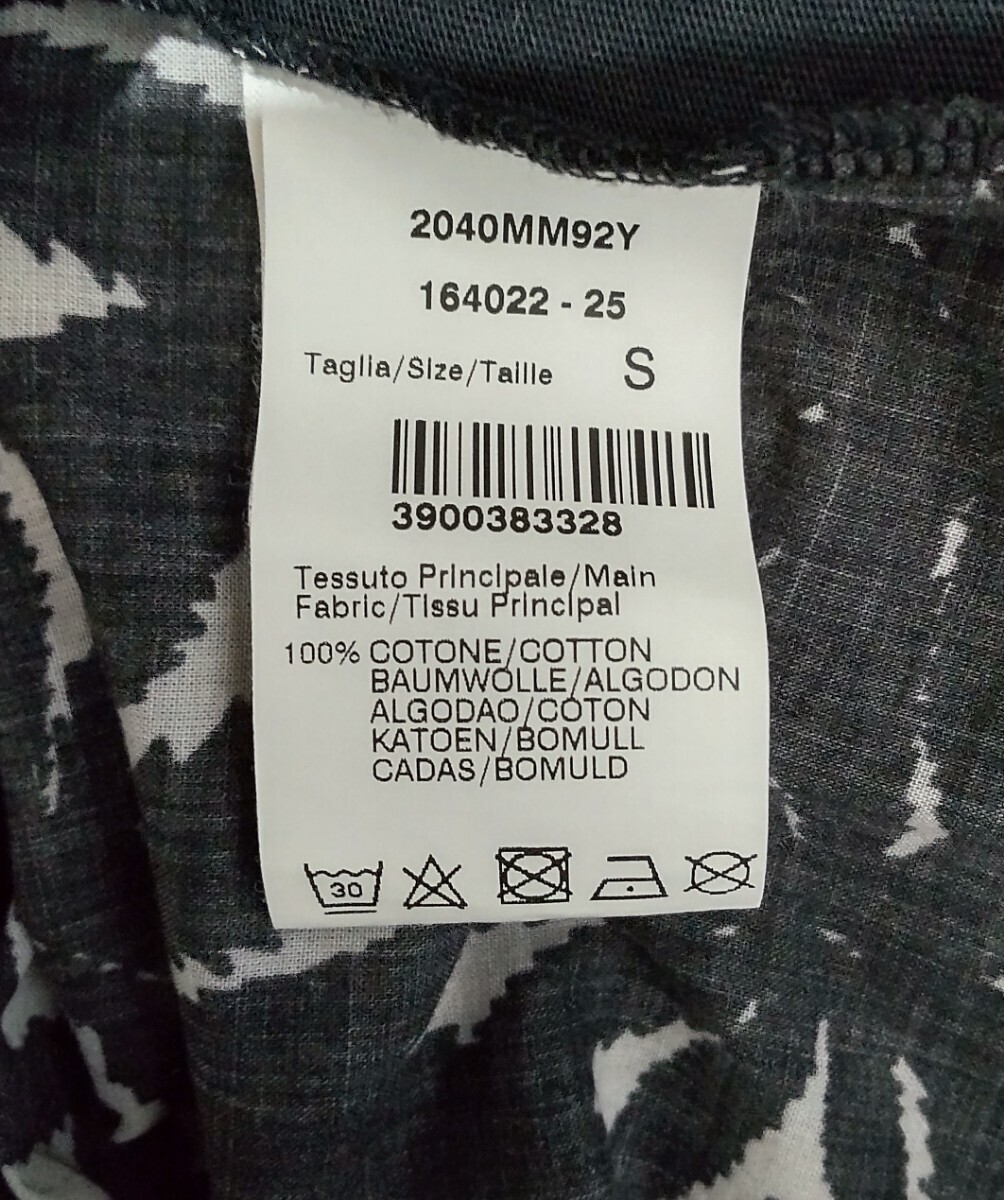 2040MM92Y
164022 - 25
Taglia/Size/Taille S
3900383328
Tessuto Principale/Main
Fabric/Tissu Principal
100% COTONE/COTTON
BAUMWOLLE/ALGODON
ALGODAO/COTON
KATOEN/BOMULL
CADAS/BOMULD
30